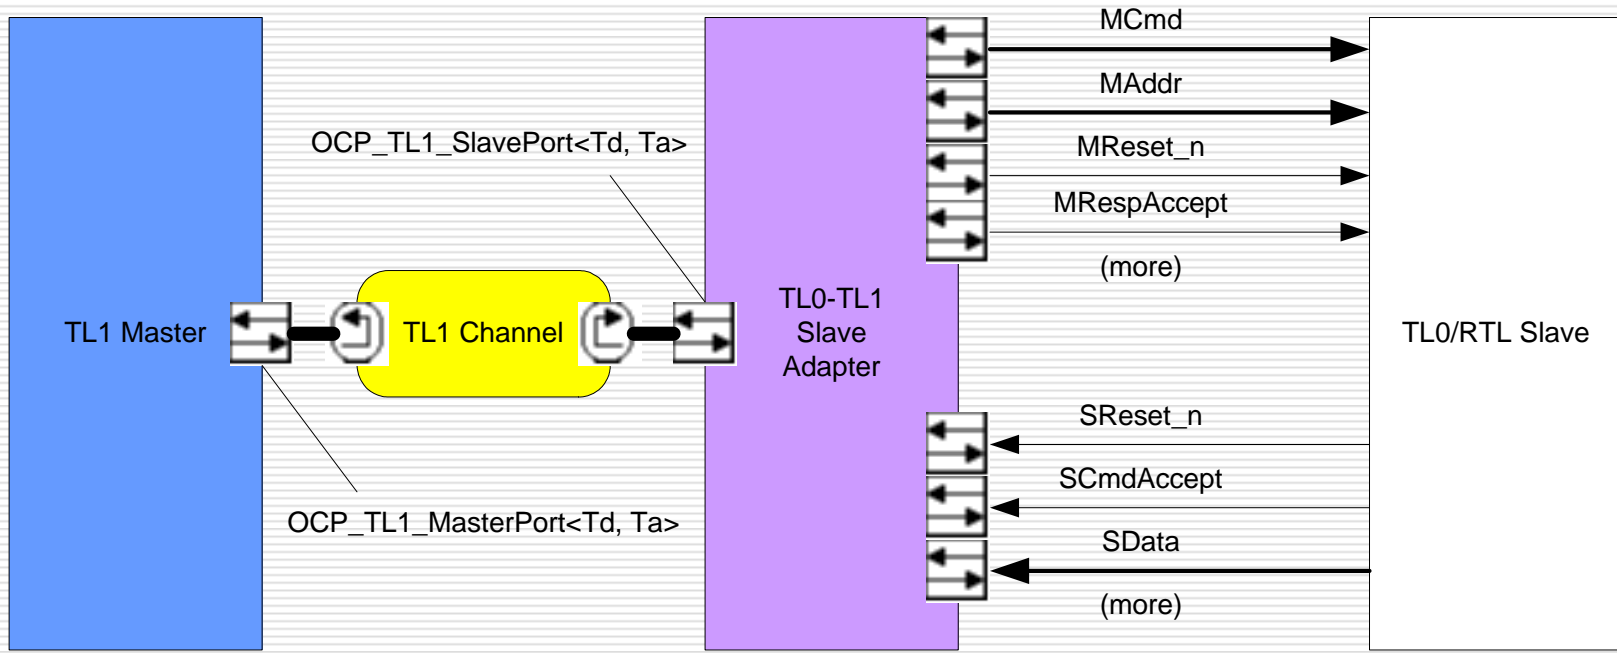 MCmd
MAddr
OCP_TL1_SlavePort<Td, Ta>
MReset_n
MRespAccept
(more)
TL1 Master
TL1 Channel
TL0-TL1
Slave
Adapter
TL0/RTL Slave
SReset_n
SCmdAccept
OCP_TL1_MasterPort<Td, Ta>
SData
(more)